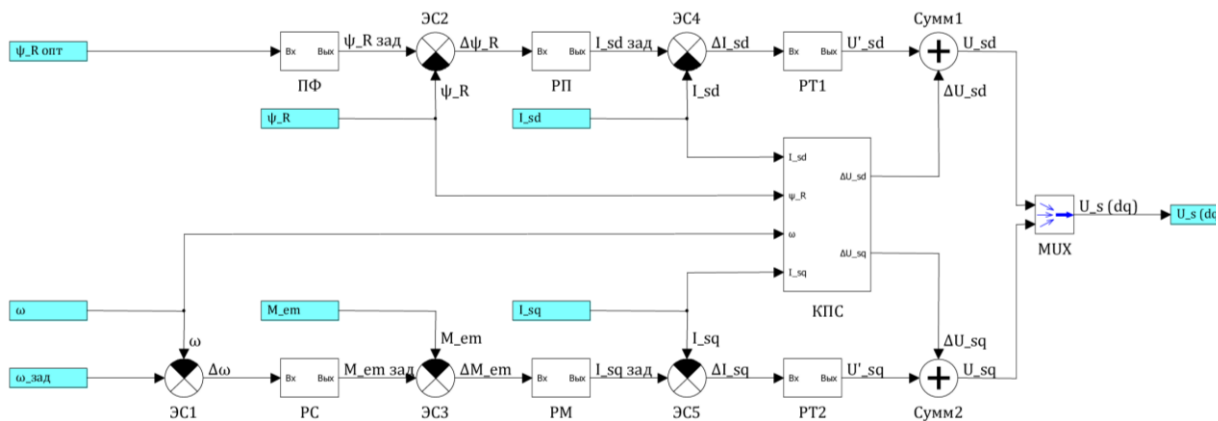 ЭС2 ЭС4 Сумм1
ψ_R опт Вх Вых ψ_R зад Δψ_R Вх Вых I_sd зад ΔI_sd Вх Вых U'_sd U_sd
ПФ ψ_R РП I_sd РТ1 ΔU_sd
ψ_R I_sd
I_sd
ΔU_sd
ψ_R
U_s (dq) U_s (dq
ω
MUX
ΔU_sq
I_sq
ω M_em I_sq КПС
ω M_em I_sq ΔU_sq
ω_зад Δω Вх Вых M_em зад ΔM_em Вх Вых I_sq зад ΔI_sq Вх Вых U'_sq U_sq
ЭС1 РС ЭС3 РМ ЭС5 РТ2 Сумм2